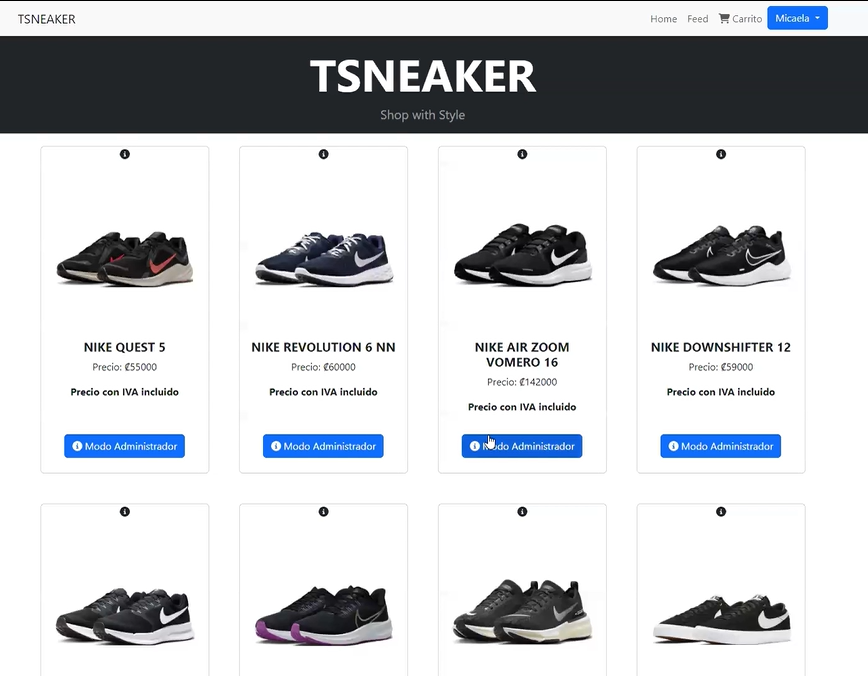 TSNEAKER
Home Feed Carrito Micaela
TSNEAKER
Shop with Style
NIKE QUEST 5
Precio: ₡55000
Precio con IVA incluido
Modo Administrador
NIKE REVOLUTION 6 NN
Precio: ₡60000
Precio con IVA incluido
Modo Administrador
NIKE AIR ZOOM
VOMERO 16
Precio: ₡142000
Precio con IVA incluido
Modo Administrador
NIKE DOWNSHIFTER 12
Precio: ₡59000
Precio con IVA incluido
Modo Administrador